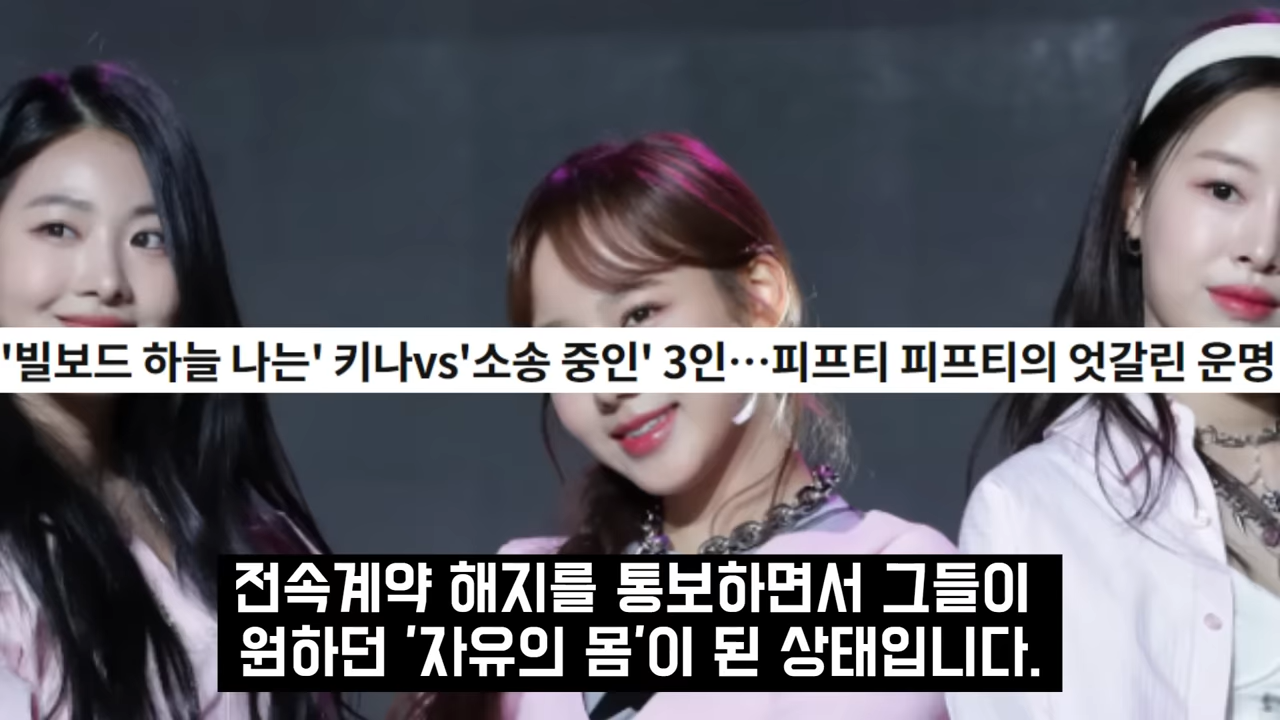 '빌보드 하늘 나는' 키나vs'소송 중인' 3인…피프티 피프티의 엇갈린 운명
전속계약 해지를 통보하면서 그들이
원하던 '자유의 몸'이 된 상태입니다.